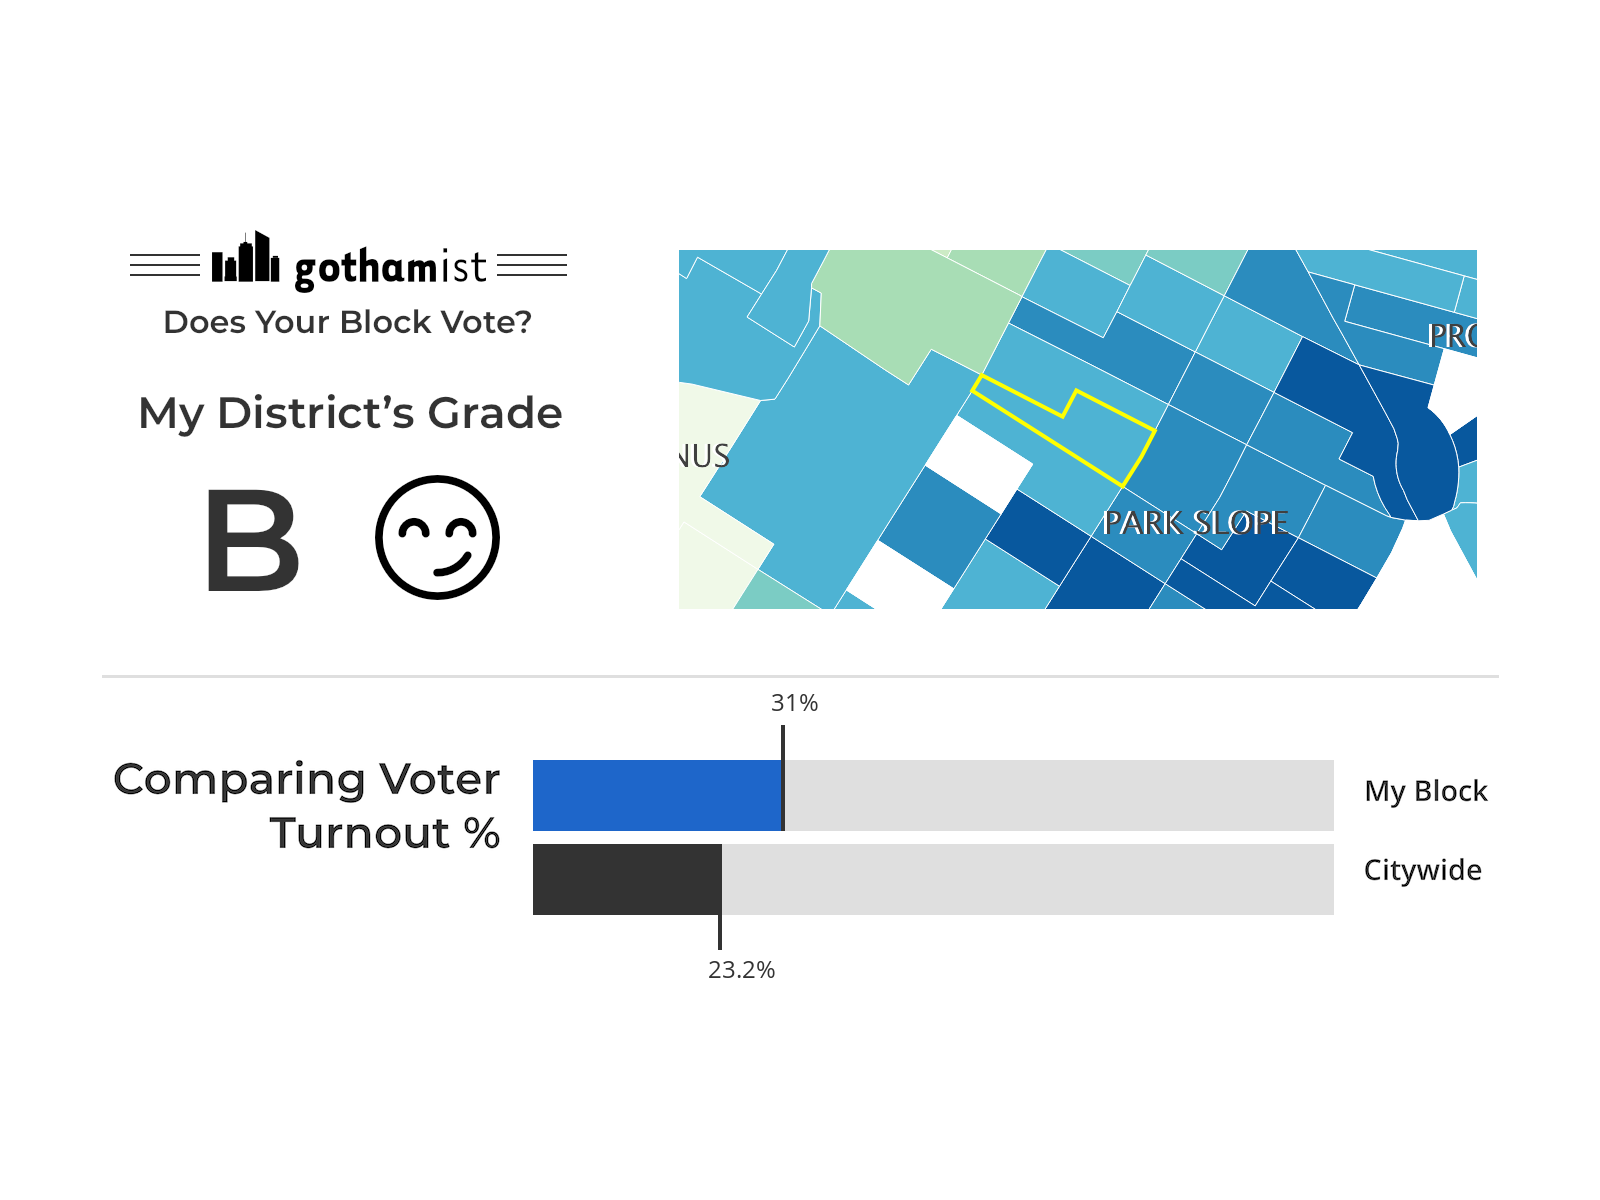 gothamist
Does Your Block Vote?
My District’s Grade
B
NUS
PARK SLOPE
PRO
Comparing Voter
Turnout %
31%
My Block
Citywide
23.2%